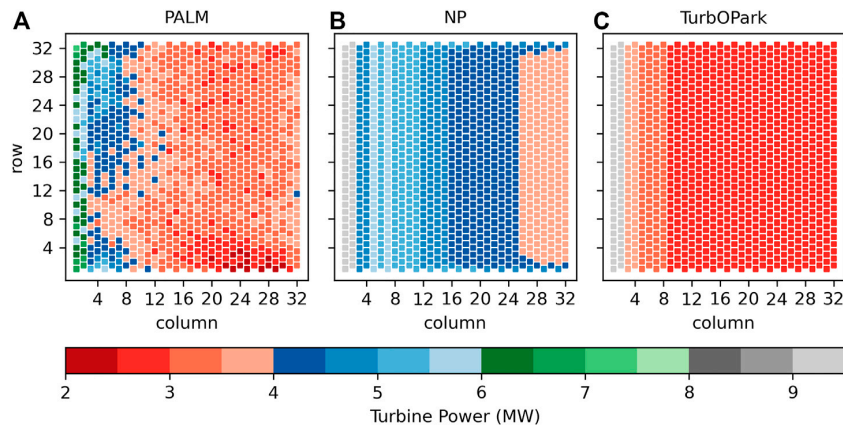 A PALM B NP C TurbOPark
32
28
24
20
16
12
8
4
row
4 8 12 16 20 24 28 32 4 8 12 16 20 24 28 32 4 8 12 16 20 24 28 32
column column column
2 3 4 5 6 7 8 9
Turbine Power (MW)